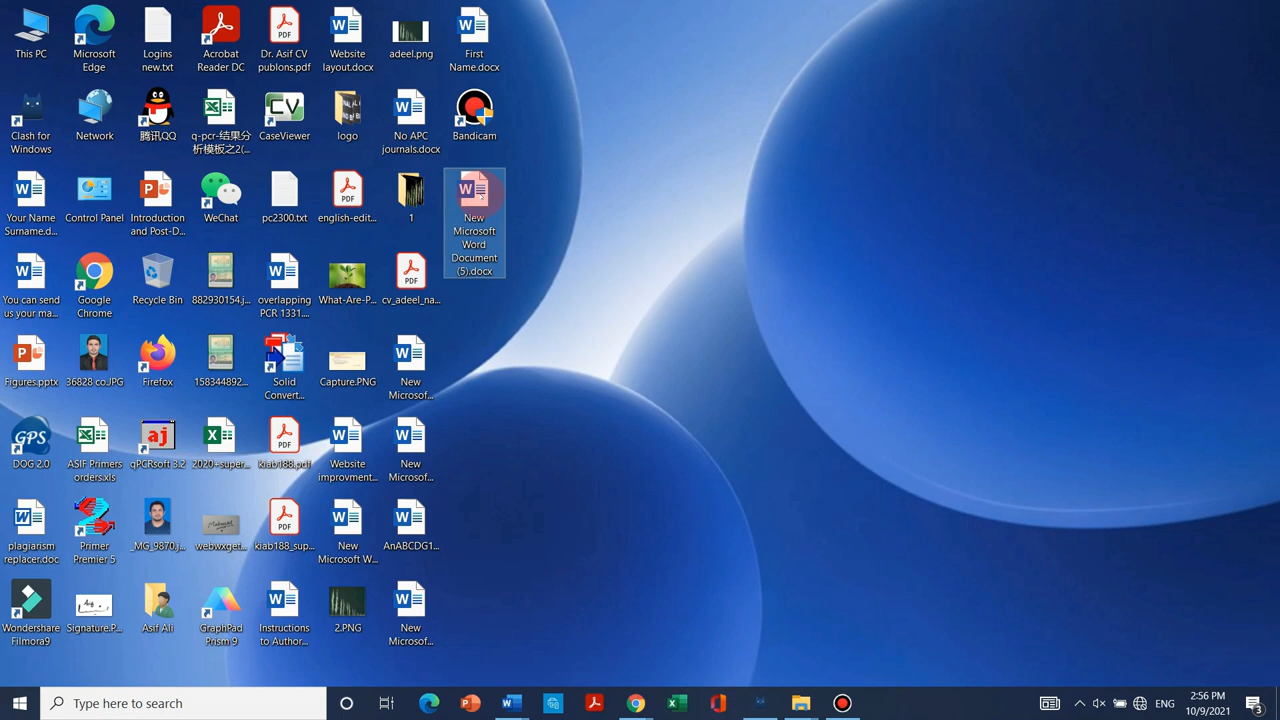 This PC
Microsoft
Edge
Logins
new.txt
Acrobat
Reader DC
Dr. Asif CV
publons.pdf
Website
layout.docx
adeel.png
First
Name.docx
Clash for
Windows
Network
腾讯QQ
q-pcr-结果分
析模板之2(...
CaseViewer
logo
No APC
journals.docx
Bandicam
Your Name
Surname.d...
Control Panel
Introduction
and Post-D...
WeChat
pc2300.txt
english-edit...
1
New
Microsoft
Word
Document
(5).docx
You can send
us your ma...
Google
Chrome
Recycle Bin
882930154.j...
overlapping
PCR 1331....
What-Are-P...
cv_adeel_na...
Figures.pptx
36828 co.JPG
Firefox
158344892...
Solid
Convert...
Capture.PNG
New
Microsof...
DOG 2.0
ASIF Primers
orders.xls
qPCRsoft 3.2
2020+super...
kiab188.pdf
Website
improvment...
New
Microsof...
plagiarism
replacer.doc
Primer
Premier 5
_MG_9870.j...
webwxget...
kiab188_sup...
New
Microsoft W...
AnABCDG1...
Wondershare
Filmora9
Signature.P...
Asif Ali
GraphPad
Prism 9
Instructions
to Author...
2.PNG
New
Microsof...
Type here to search
ENG
2:56 PM
10/9/2021
3